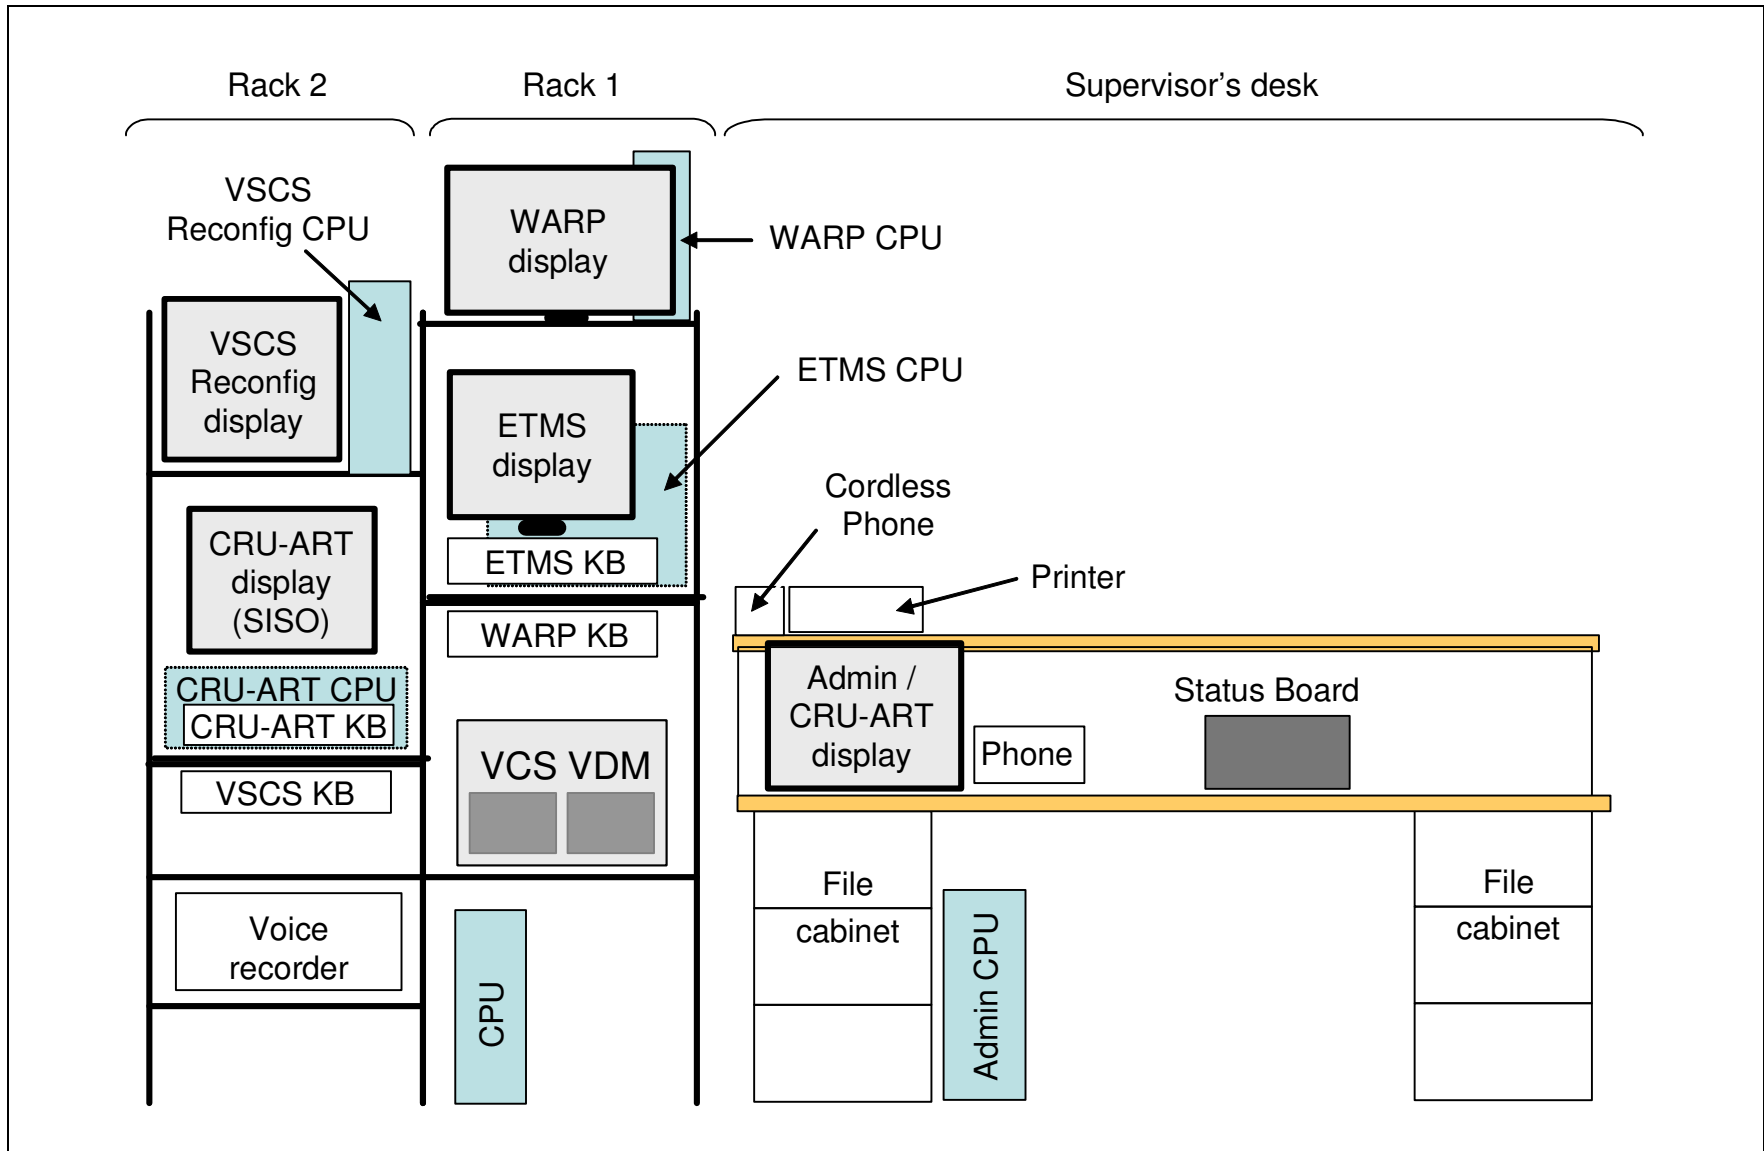 Rack 2
Rack 1
Supervisor's desk
VSCS
Reconfig CPU
WARP
display
WARP CPU
VSCS
Reconfig
display
ETMS CPU
ETMS
display
ETMS KB
Cordless
Phone
Printer
CRU-ART
display
(SISO)
WARP KB
CRU-ART CPU
CRU-ART KB
VSCS KB
VCS VDM
Admin /
CRU-ART
display
Phone
Status Board
Voice
recorder
CPU
File
cabinet
Admin CPU
File
cabinet